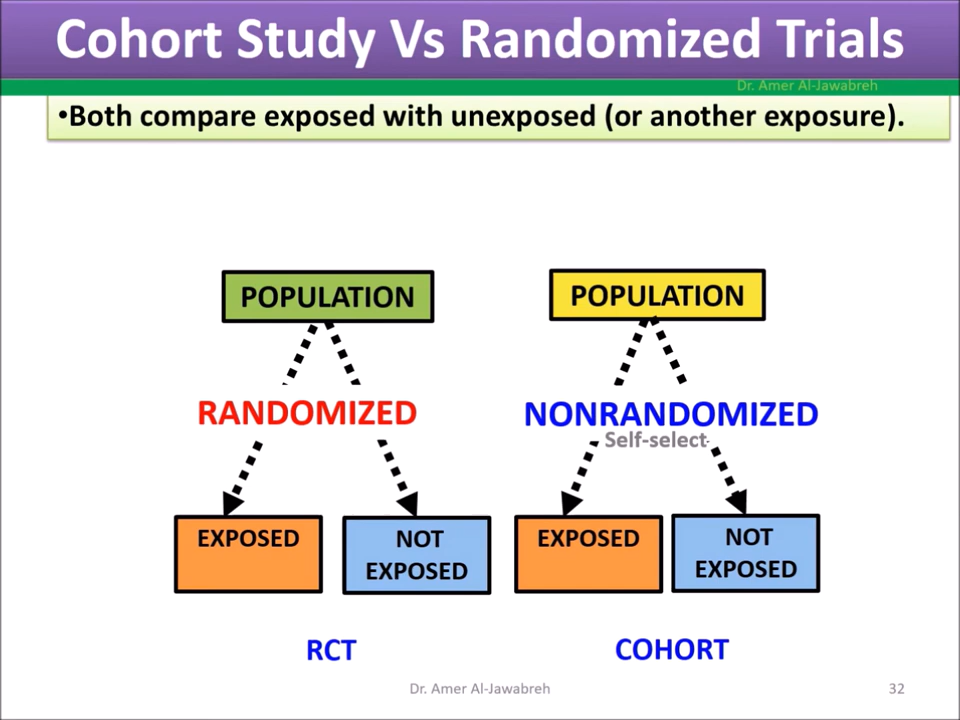 Cohort Study Vs Randomized Trials
Dr. Amer Al-Jawabreh
•Both compare exposed with unexposed (or another exposure).
POPULATION
POPULATION
RANDOMIZED
NONRANDOMIZED
Self-select
EXPOSED
NOT
EXPOSED
EXPOSED
NOT
EXPOSED
RCT
COHORT
Dr. Amer Al-Jawabreh
32